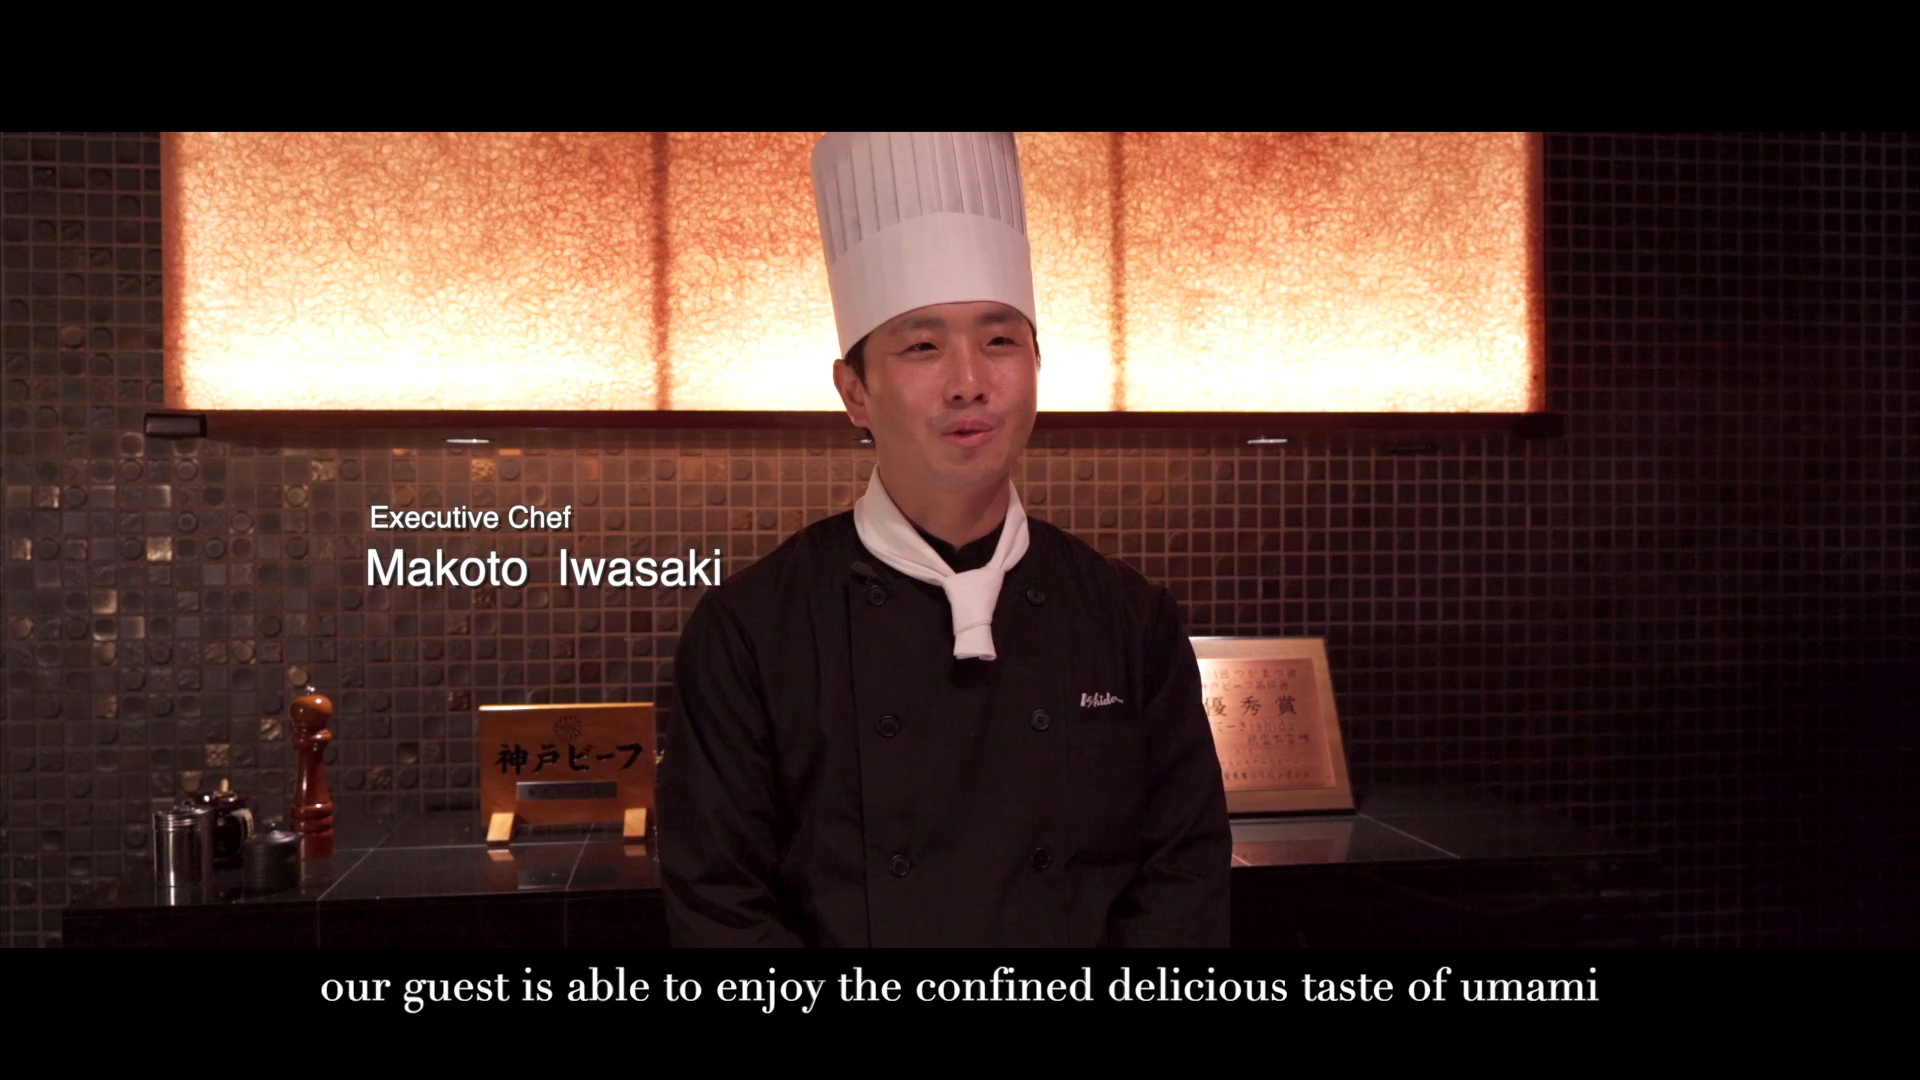 Executive Chef
Makoto Iwasaki
Ishida
神戸ビーフ
優秀賞
our guest is able to enjoy the confined delicious taste of umami